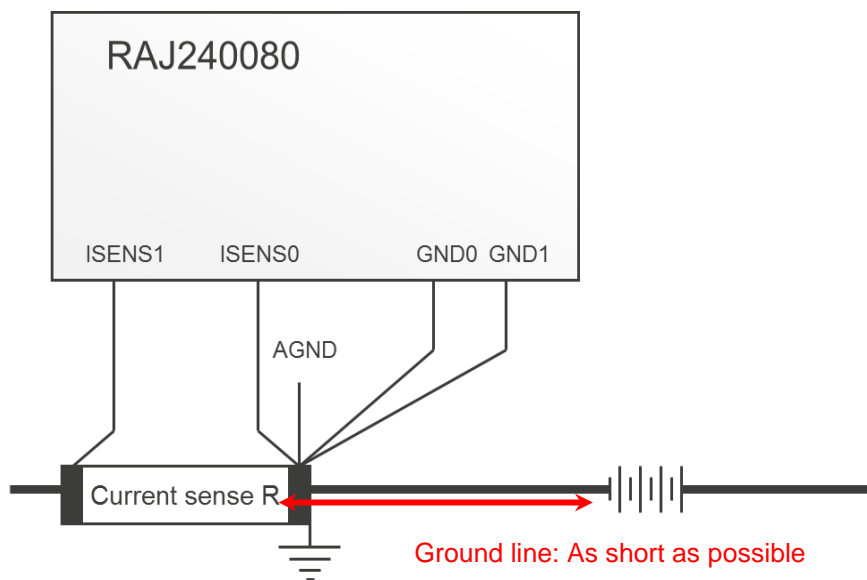 RAJ240080
ISENS1 ISENS0 GND0 GND1
AGND
Current sense R
Ground line: As short as possible